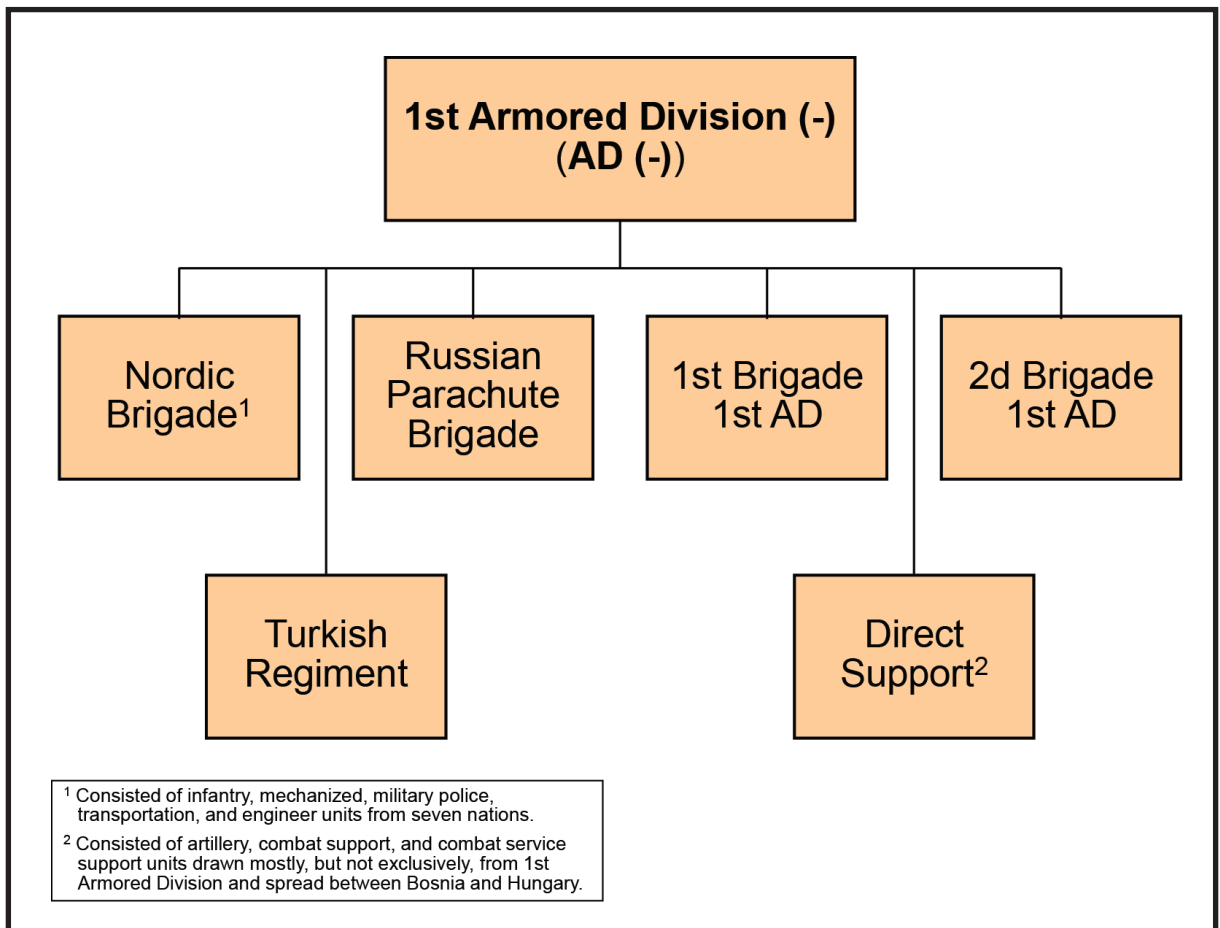 1st Armored Division (-)
(AD (-))
Nordic
Brigade¹
Russian
Parachute
Brigade
1st Brigade
1st AD
2d Brigade
1st AD
Turkish
Regiment
Direct
Support²
¹ Consisted of infantry, mechanized, military police,
transportation, and engineer units from seven nations.
² Consisted of artillery, combat support, and combat service
support units drawn mostly, but not exclusively, from 1st
Armored Division and spread between Bosnia and Hungary.